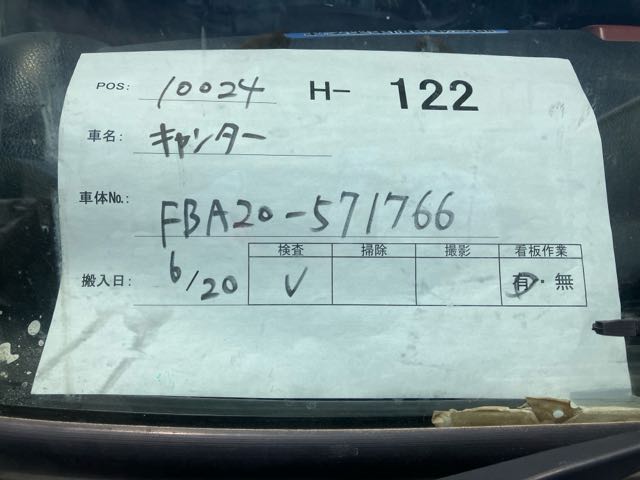 POS: 10024 H- 122
車名: キャンター
車体No.: FBA20-571766
検査 掃除 撮影 看板作業
搬入日: 6/20 V 有・無